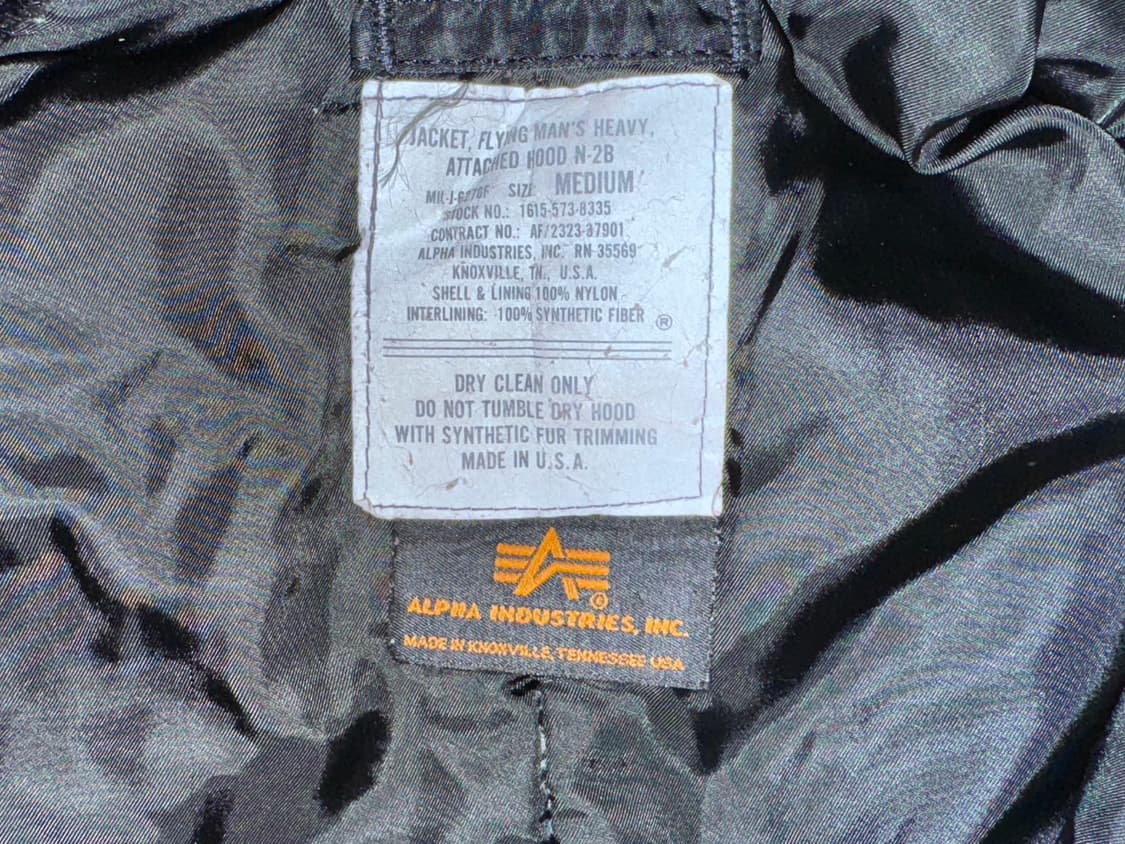 JACKET, FLYING MAN'S HEAVY,
ATTACHED HOOD N-2B
MIL-J-6278F SIZE: MEDIUM
STOCK NO.: 1615-573-8335
CONTRACT NO.: AF/2323-37901
ALPHA INDUSTRIES, INC. RN 35569
KNOXVILLE, TN., U.S.A.
SHELL & LINING 100% NYLON
INTERLINING: 100% SYNTHETIC FIBER ®
DRY CLEAN ONLY
DO NOT TUMBLE DRY HOOD
WITH SYNTHETIC FUR TRIMMING
MADE IN U.S.A.
ALPHA INDUSTRIES, INC.
MADE IN KNOXVILLE, TENNESSEE USA